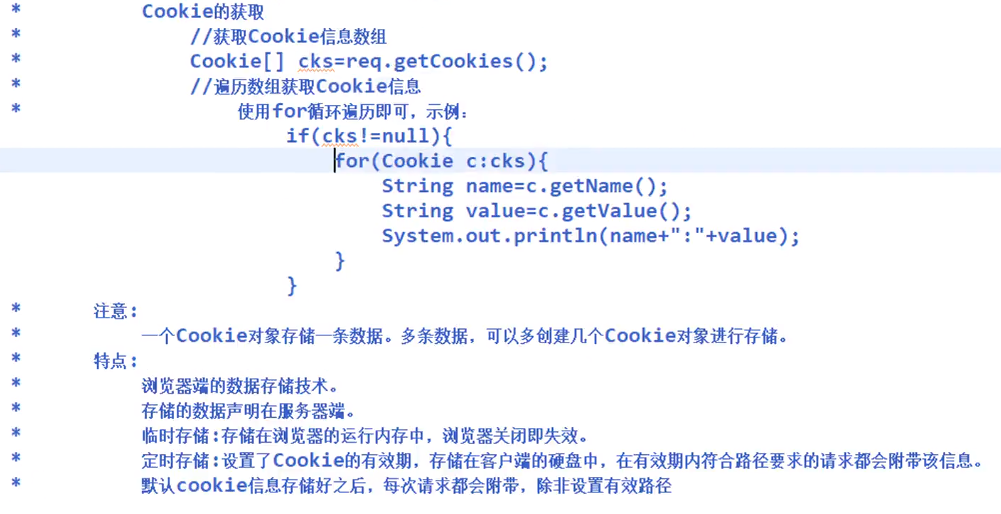 * Cookie的获取
* //获取Cookie信息数组
* Cookie[] cks=req.getCookies();
* //遍历数组获取Cookie信息
* 使用for循环遍历即可，示例：
if(cks!=null){
for(Cookie c:cks){
String name=c.getName();
String value=c.getValue();
System.out.println(name+":"+value);
}
}
* 注意:
* 一个Cookie对象存储一条数据。多条数据，可以多创建几个Cookie对象进行存储。
* 特点:
* 浏览器端的数据存储技术。
* 存储的数据声明在服务器端。
* 临时存储:存储在浏览器的运行内存中，浏览器关闭即失效。
* 定时存储:设置了Cookie的有效期，存储在客户端的硬盘中，在有效期内符合路径要求的请求都会附带该信息。
* 默认cookie信息存储好之后，每次请求都会附带，除非设置有效路径